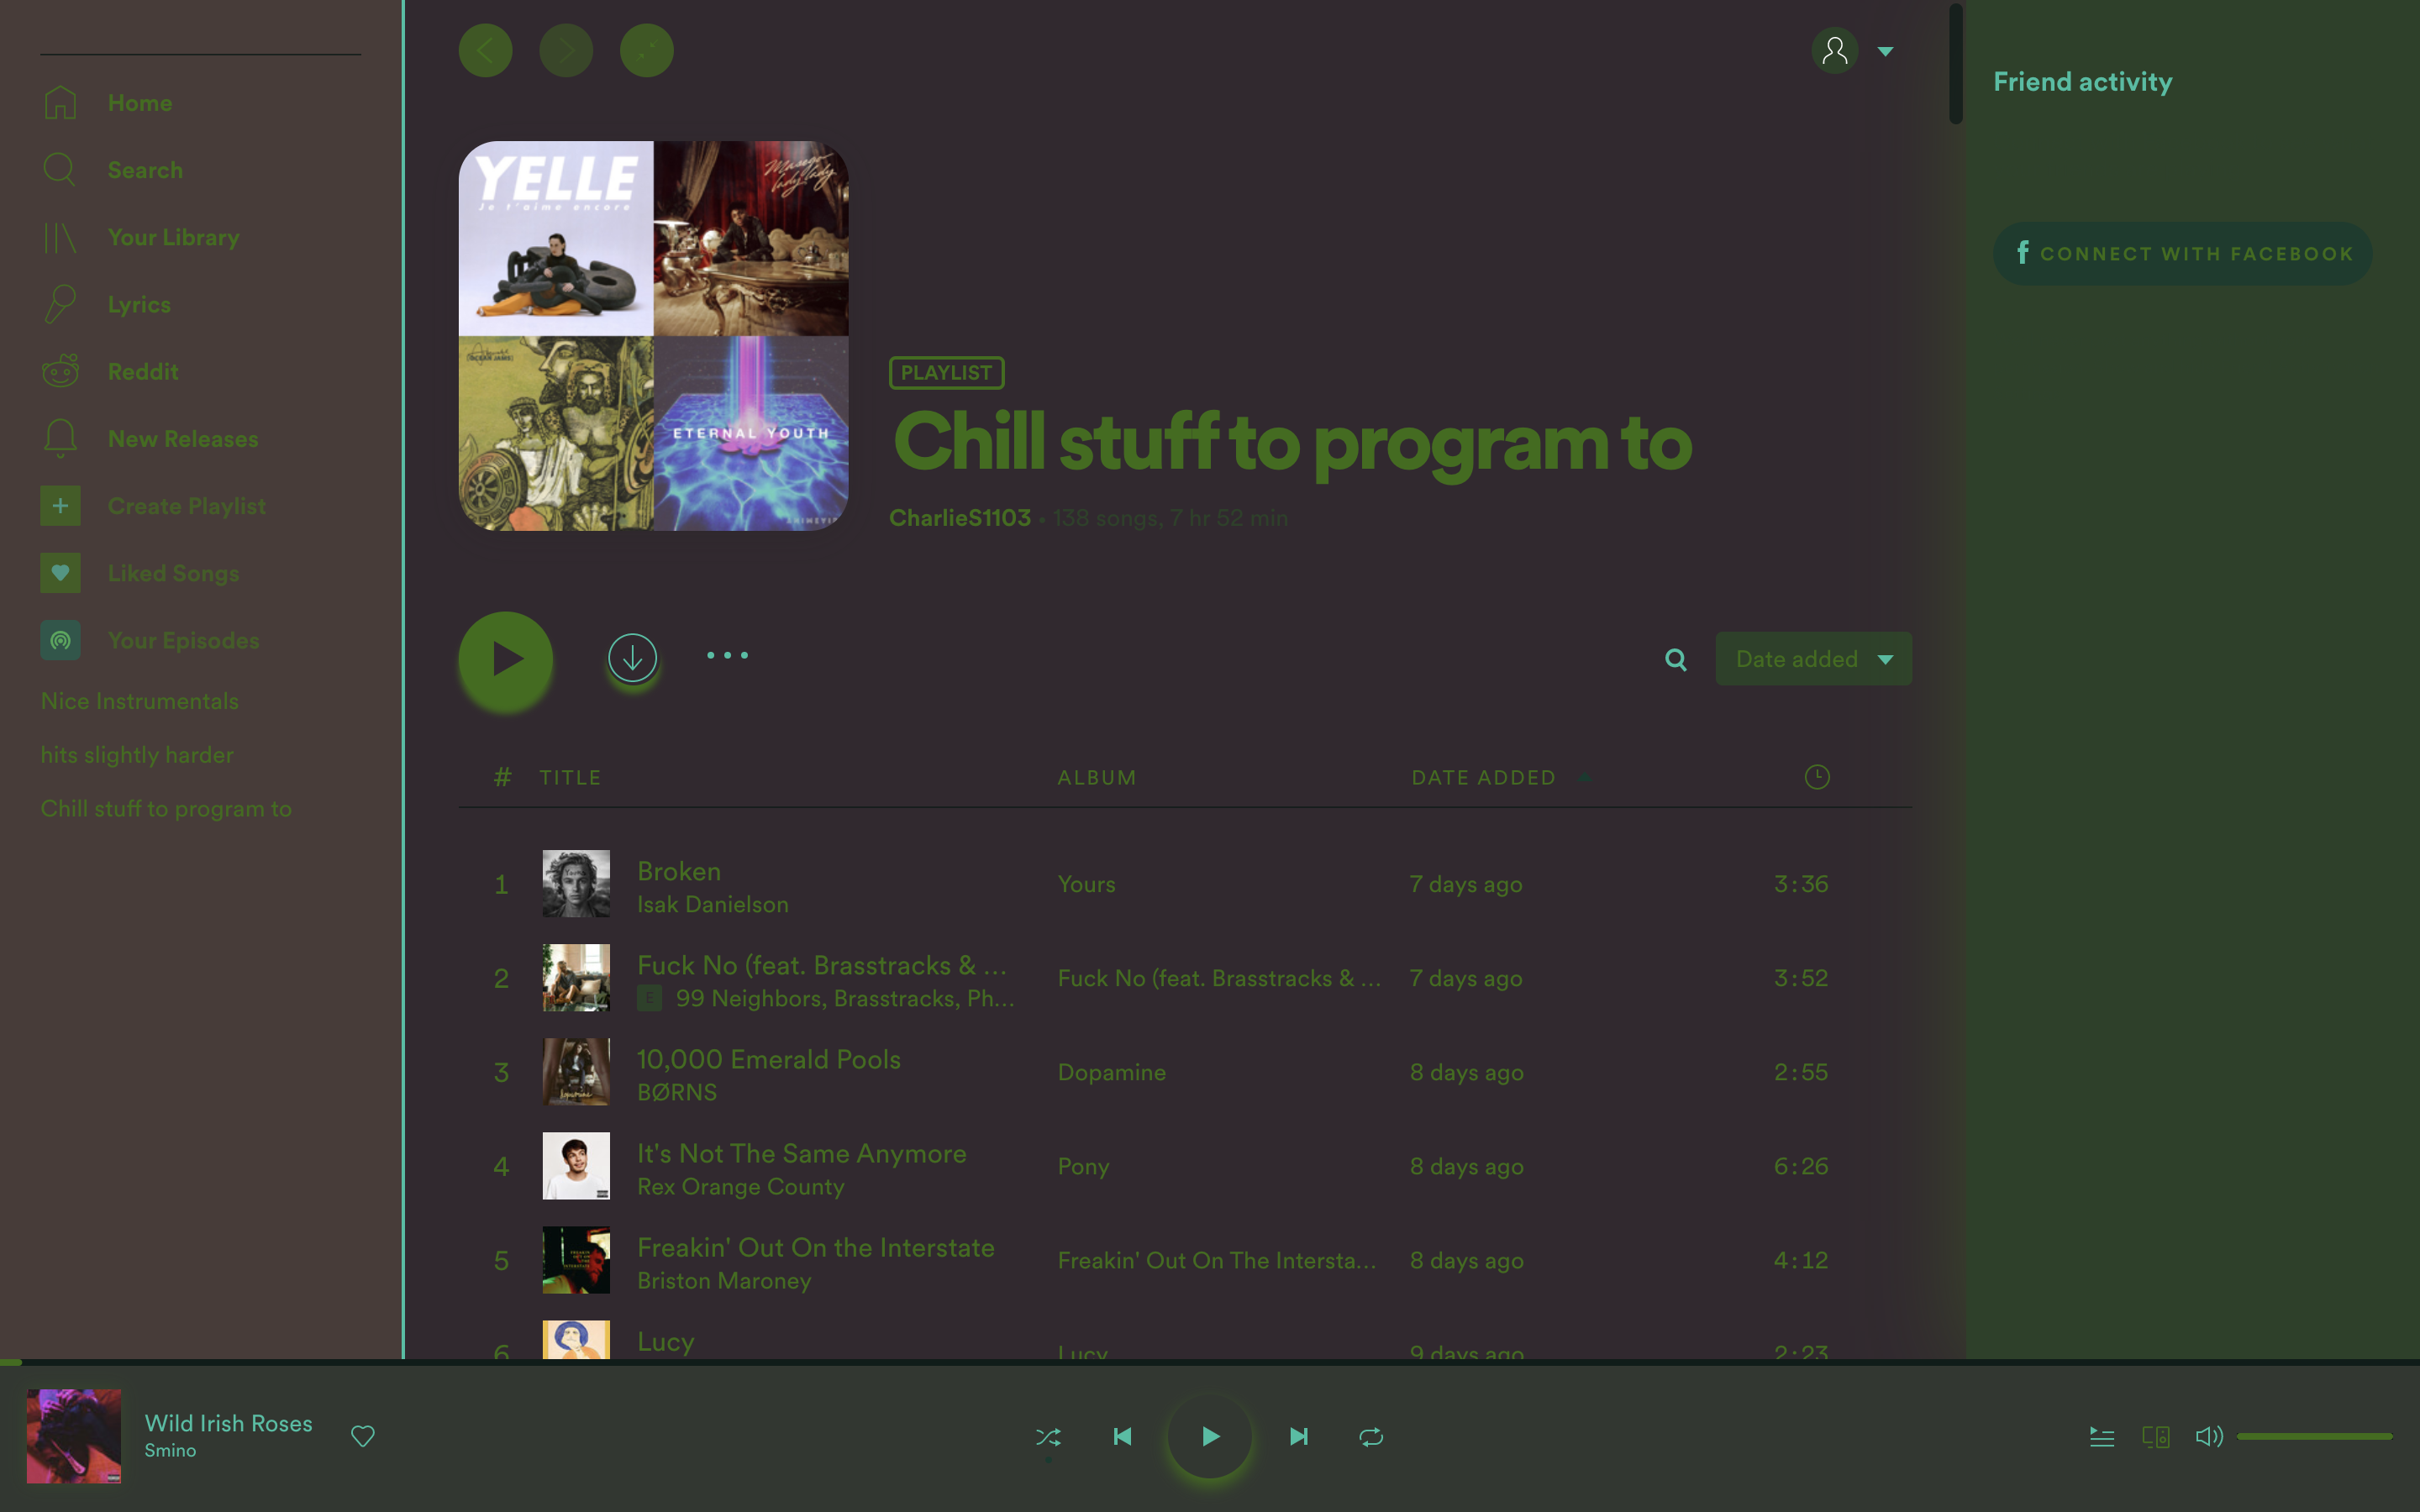 Home
Search
Your Library
Lyrics
Reddit
New Releases
Create Playlist
Liked Songs
Your Episodes
Nice Instrumentals
hits slightly harder
Chill stuff to program to
YELLE
Je t'aime encore
Masego
lady lady
ETERNAL YOUTH
PLAYLIST
Chill stuff to program to
CharlieS1103 • 138 songs, 7 hr 52 min
Date added
# TITLE ALBUM DATE ADDED
1 Broken Yours 7 days ago 3:36
Isak Danielson
2 Fuck No (feat. Brasstracks & ... Fuck No (feat. Brasstracks & ... 7 days ago 3:52
E 99 Neighbors, Brasstracks, Ph...
3 10,000 Emerald Pools Dopamine 8 days ago 2:55
BØRNS
4 It's Not The Same Anymore Pony 8 days ago 6:26
Rex Orange County
5 Freakin' Out On the Interstate Freakin' Out On The Intersta... 8 days ago 4:12
Briston Maroney
6 Lucy Lucy 9 days ago 2:23
Friend activity
f CONNECT WITH FACEBOOK
Wild Irish Roses
Smino